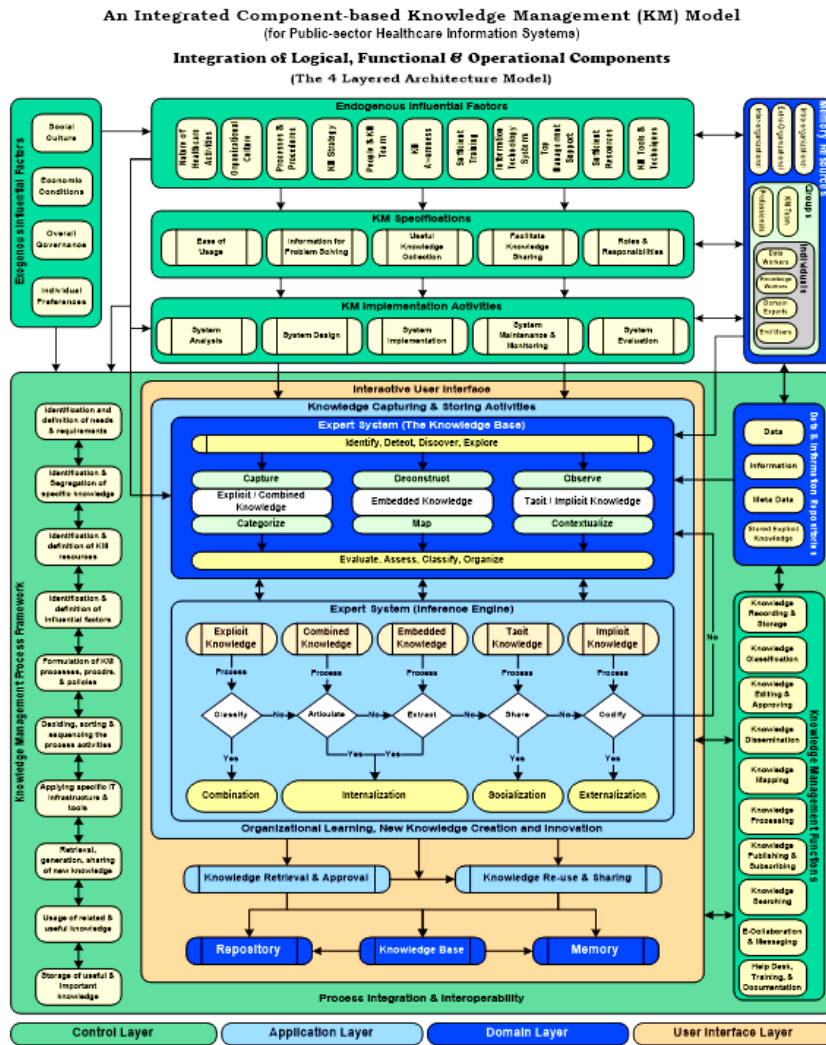 An Integrated Component-based Knowledge Management (KM) Model
(for Public-sector Healthcare Information Systems)
Integration of Logical, Functional & Operational Components
(The 4 Layered Architecture Model)
Exogenous Influential Factors
Social
Culture
Economic
Conditions
Overall
Governance
Individual
Preferences
Endogenous Influential Factors
Nature of
Healthcare
Activities
Organizational
Culture
Processes &
Procedures
KM Strategy
People & KM
Team
KM
Awareness
Sufficient
Training
Information
Technology
Systems
Top
Management
Support
Sufficient
Resources
KM Tools &
Techniques
KM Specifications
Ease of
Usage
Information for
Problem Solving
Useful
Knowledge
Collection
Facilitate
Knowledge
Sharing
Roles &
Responsibilities
KM Implementation Activities
System
Analysis
System Design
System
Implementation
System
Maintenance &
Monitoring
System
Evaluation
Memory Resources
Inter-organizational
Extra-Organizational
Intra-organizational
Groups
Professionals
KM Team
Individuals
Data
Workers
Knowledge
Workers
Domain
Experts
End Users
Knowledge Management Process Framework
Identification and
definition of needs
& requirements
Identification &
Segregation of
specific knowledge
Identification
& definition of KM
resources
Identification &
definition of
influential factors
Formulation of KM
processes, procdrs.
& policies
Deciding, sorting &
sequencing the
process activities
Applying specific IT
infrastructure &
tools
Retrieval,
generation, sharing
of new knowledge
Usage of related &
useful knowledge
Storage of useful &
important
knowledge
Interactive User Interface
Knowledge Capturing & Storing Activities
Expert System (The Knowledge Base)
Identify, Detect, Discover, Explore
Capture
Deconstruct
Observe
Explicit / Combined
Knowledge
Embedded Knowledge
Tacit / Implicit Knowledge
Categorize
Map
Contextualize
Evaluate, Assess, Classify, Organize
Expert System (Inference Engine)
Explicit
Knowledge
Combined
Knowledge
Embedded
Knowledge
Tacit
Knowledge
Implicit
Knowledge
Process
Process
Process
Process
Process
Classify
No
Articulate
No
Extract
No
Share
No
Codify
No
Yes
Yes
Yes
Yes
Yes
Combination
Internalization
Socialization
Externalization
Organizational Learning, New Knowledge Creation and Innovation
Knowledge Retrieval & Approval
Knowledge Re-use & Sharing
Repository
Knowledge Base
Memory
Process Integration & Interoperability
Data & Information Repositories
Data
Information
Meta Data
Stored Explicit
Knowledge
Knowledge Management Functions
Knowledge
Recording &
Storage
Knowledge
Classification
Knowledge
Editing &
Approving
Knowledge
Dissemination
Knowledge
Mapping
Knowledge
Processing
Knowledge
Publishing &
Subscribing
Knowledge
Searching
E-Collaboration
& Messaging
Help Desk,
Training, &
Documentation
Control Layer
Application Layer
Domain Layer
User Interface Layer